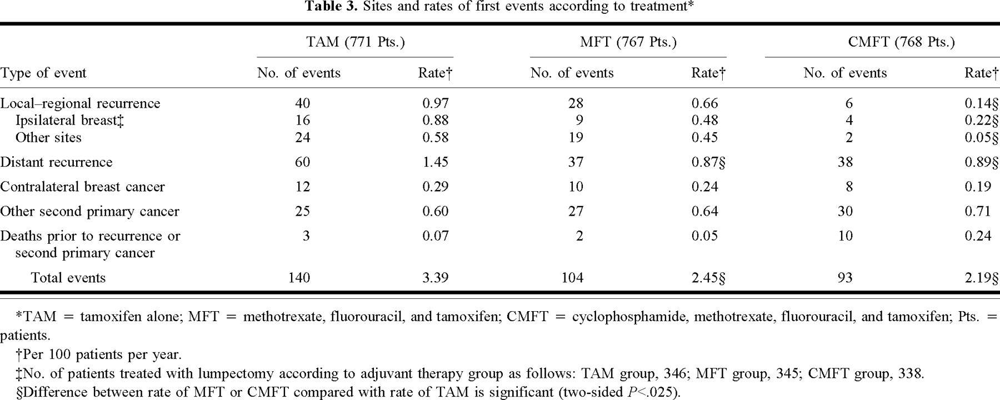 Table 3. Sites and rates of first events according to treatment*
TAM (771 Pts.) MFT (767 Pts.) CMFT (768 Pts.)
Type of event No. of events Rate† No. of events Rate† No. of events Rate†
Local–regional recurrence 40 0.97 28 0.66 6 0.14§
Ipsilateral breast‡ 16 0.88 9 0.48 4 0.22§
Other sites 24 0.58 19 0.45 2 0.05§
Distant recurrence 60 1.45 37 0.87§ 38 0.89§
Contralateral breast cancer 12 0.29 10 0.24 8 0.19
Other second primary cancer 25 0.60 27 0.64 30 0.71
Deaths prior to recurrence or 3 0.07 2 0.05 10 0.24
second primary cancer
Total events 140 3.39 104 2.45§ 93 2.19§
*TAM = tamoxifen alone; MFT = methotrexate, fluorouracil, and tamoxifen; CMFT = cyclophosphamide, methotrexate, fluorouracil, and tamoxifen; Pts. =
patients.
†Per 100 patients per year.
‡No. of patients treated with lumpectomy according to adjuvant therapy group as follows: TAM group, 346; MFT group, 345; CMFT group, 338.
§Difference between rate of MFT or CMFT compared with rate of TAM is significant (two-sided P<.025).